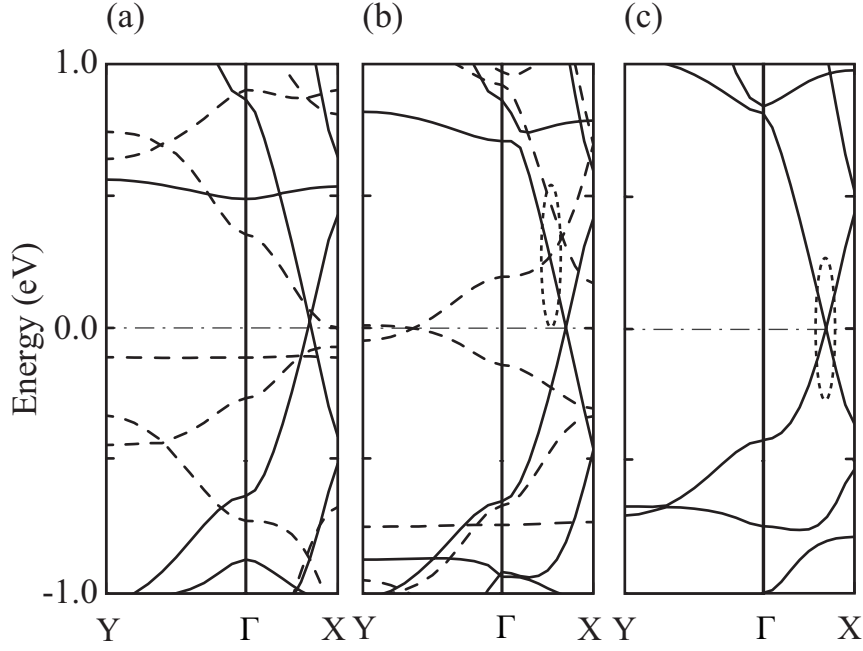 (a) (b) (c)
1.0
0.0
-1.0
Energy (eV)
Y Γ X Y Γ X Y Γ X